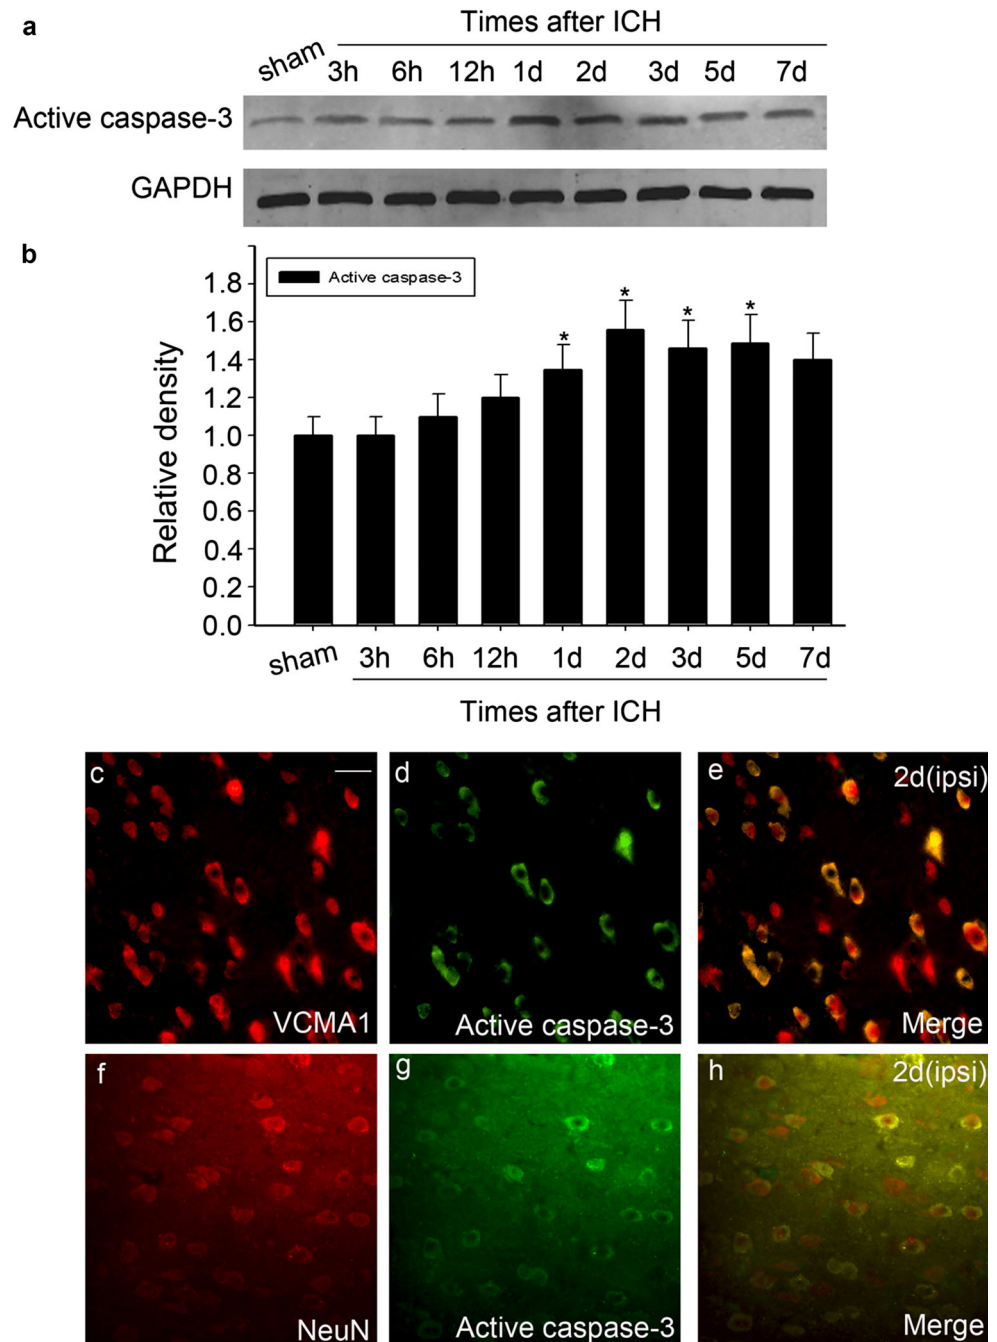 a
Times after ICH
sham 3h 6h 12h 1d 2d 3d 5d 7d
Active caspase-3
GAPDH
b
Active caspase-3
Relative density
1.8
1.6
1.4
1.2
1.0
0.8
0.6
0.4
0.2
0.0
* * * *
sham 3h 6h 12h 1d 2d 3d 5d 7d
Times after ICH
c
VCMA1
d
Active caspase-3
e
2d(ipsi)
Merge
f
NeuN
g
Active caspase-3
h
2d(ipsi)
Merge